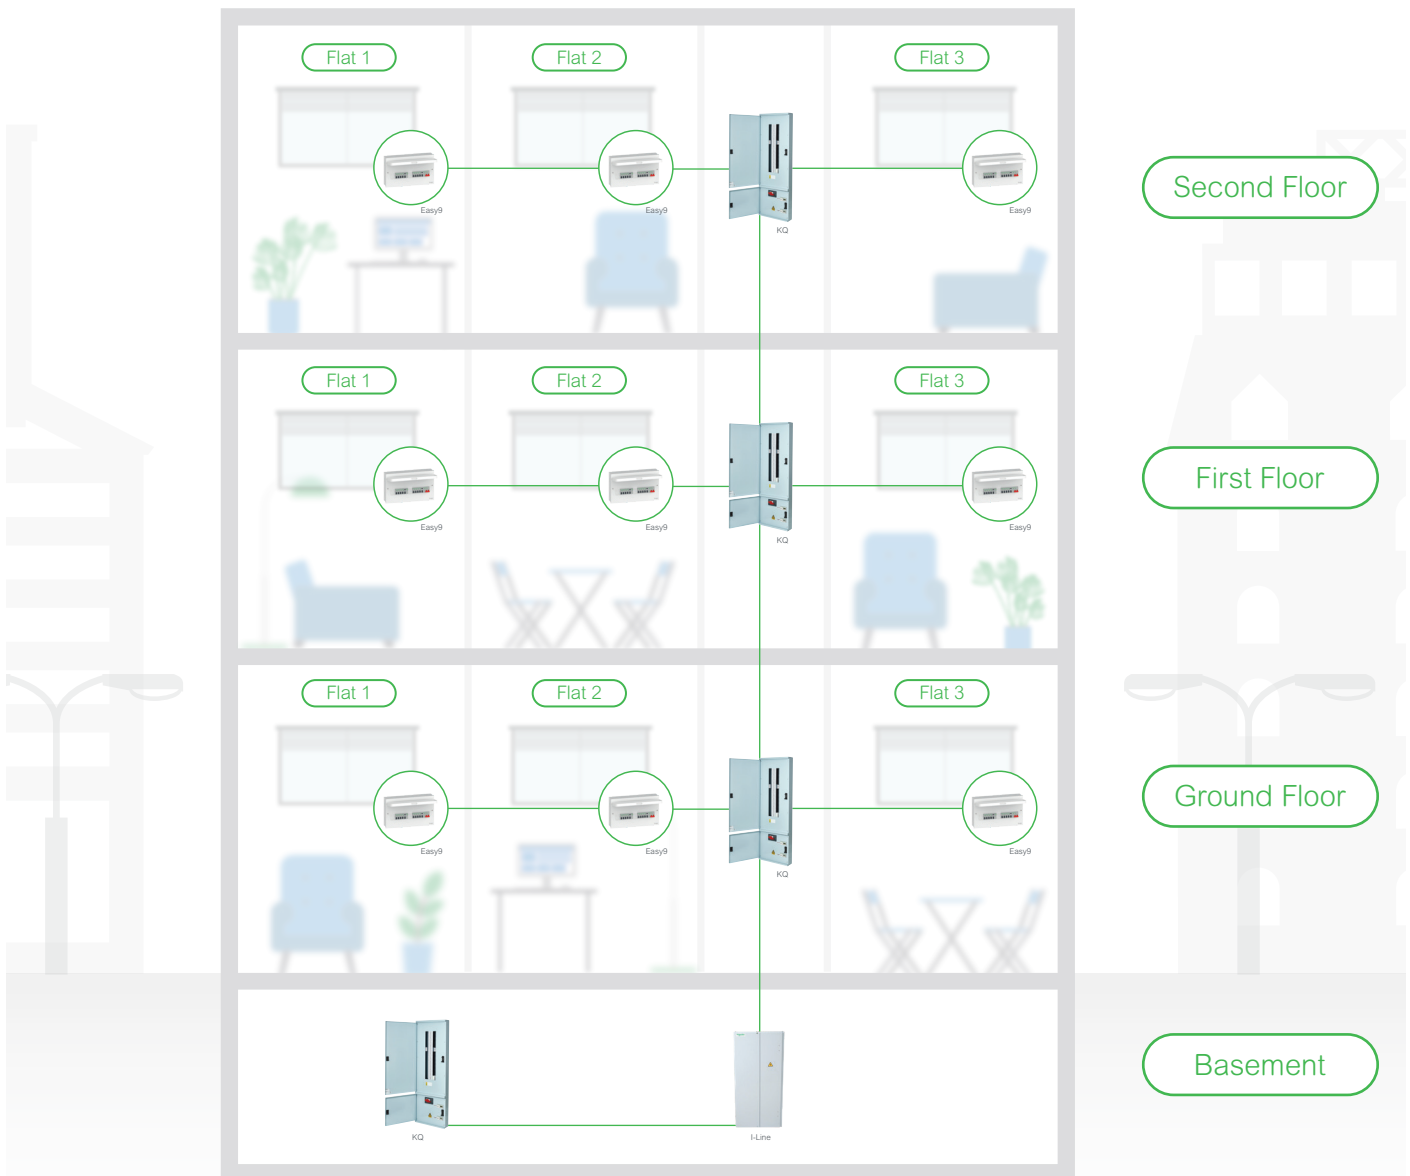 Flat 1
Flat 2
Flat 3
Easy9
Easy9
KQ
Easy9
Second Floor
Flat 1
Flat 2
Flat 3
Easy9
Easy9
KQ
Easy9
First Floor
Flat 1
Flat 2
Flat 3
Easy9
Easy9
KQ
Easy9
Ground Floor
KQ
I-Line
Basement